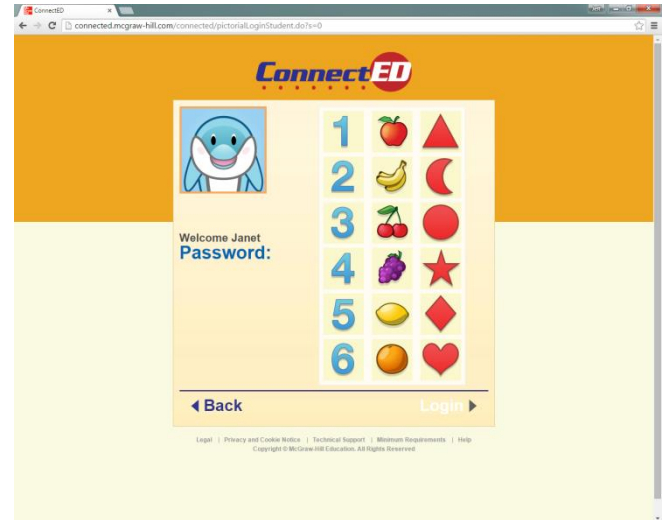 ConnectED
connected.mcgraw-hill.com/connected/pictorialLoginStudent.do?s=0
ConnectED
1
2
3
4
5
6
Welcome Janet
Password:
Back
Login
Legal | Privacy and Cookie Notice | Technical Support | Minimum Requirements | Help
Copyright © McGraw-Hill Education. All Rights Reserved